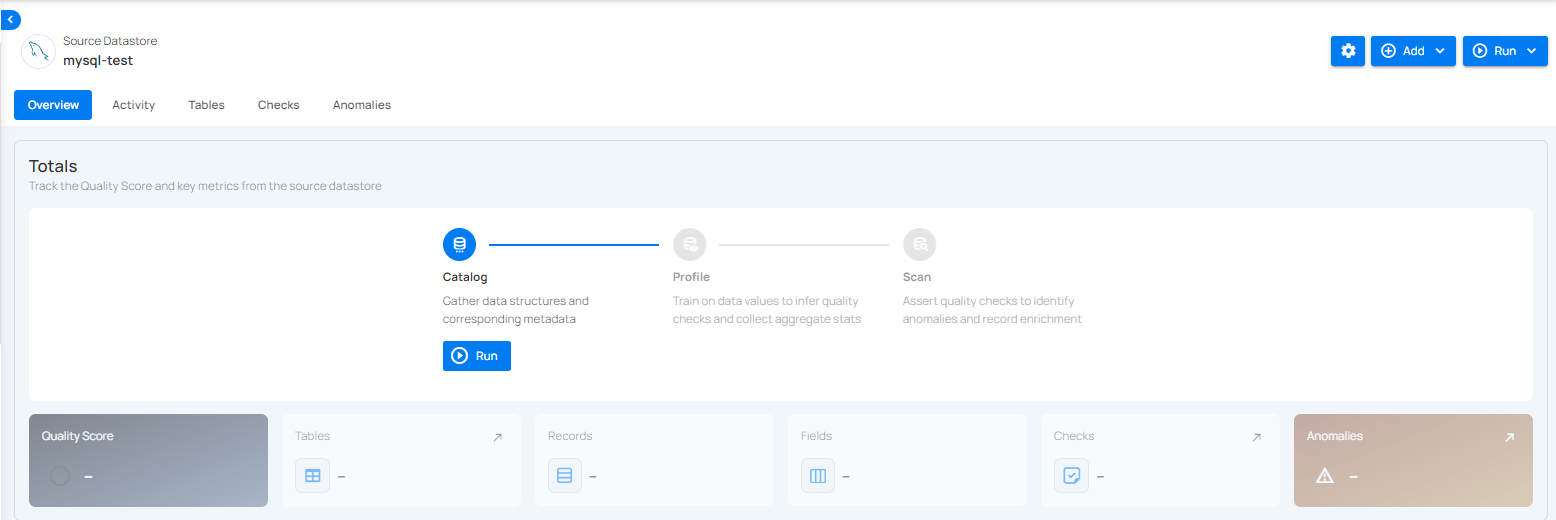 Source Datastore
mysql-test
Add
Run
Overview
Activity
Tables
Checks
Anomalies
Totals
Track the Quality Score and key metrics from the source datastore
Catalog
Gather data structures and
corresponding metadata
Run
Profile
Train on data values to infer quality
checks and collect aggregate stats
Scan
Assert quality checks to identify
anomalies and record enrichment
Quality Score
–
Tables
–
Records
–
Fields
–
Checks
–
Anomalies
–